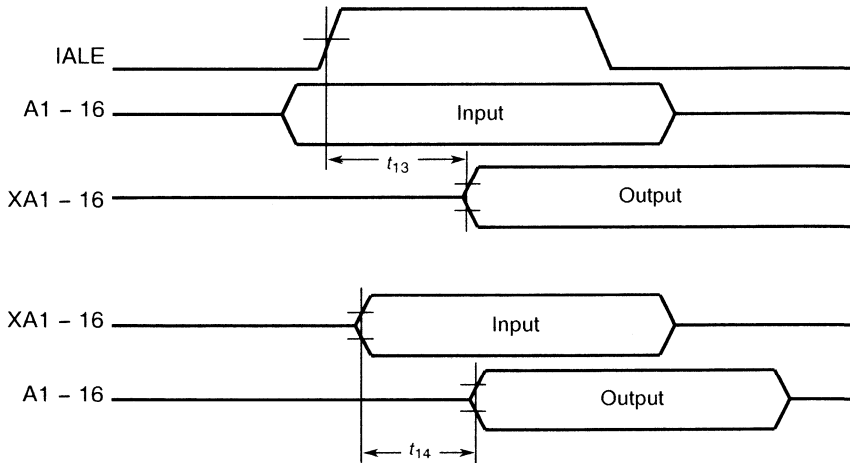 IALE
A1 – 16 Input
t13
XA1 – 16 Output
XA1 – 16 Input
A1 – 16 Output
t14